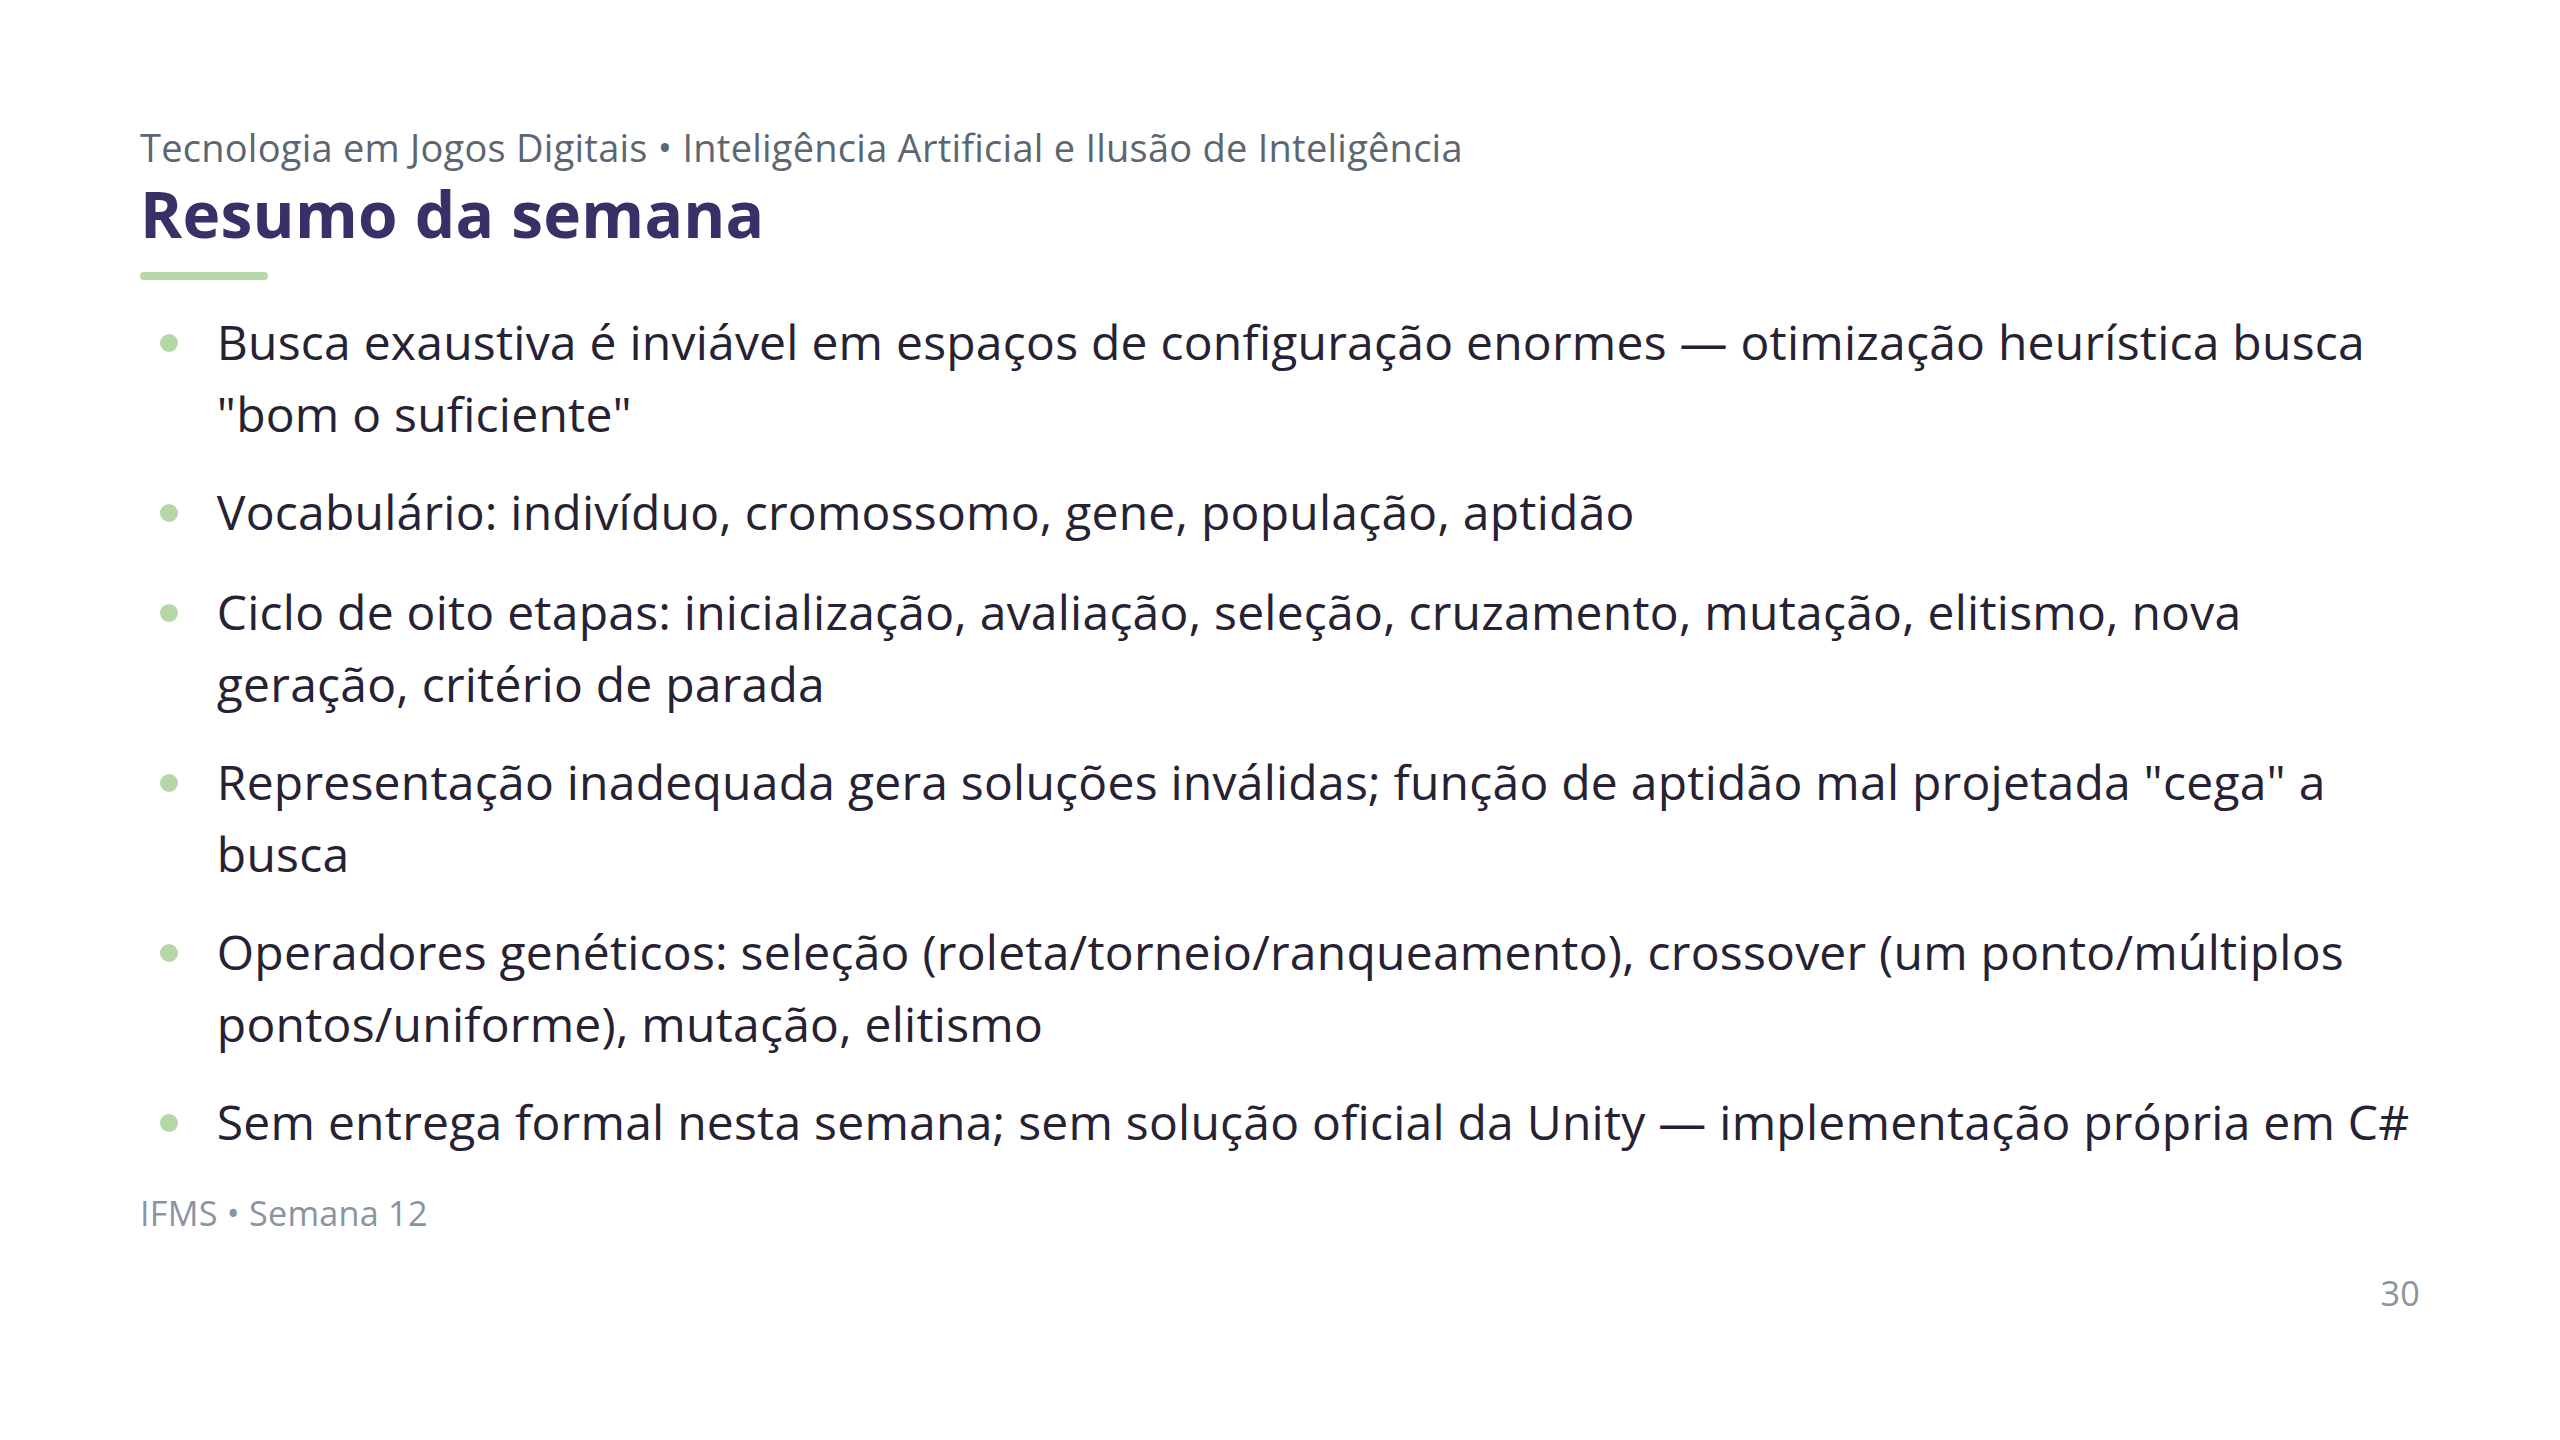 Tecnologia em Jogos Digitais • Inteligência Artificial e Ilusão de Inteligência
Resumo da semana
• Busca exaustiva é inviável em espaços de configuração enormes — otimização heurística busca
"bom o suficiente"
• Vocabulário: indivíduo, cromossomo, gene, população, aptidão
• Ciclo de oito etapas: inicialização, avaliação, seleção, cruzamento, mutação, elitismo, nova
geração, critério de parada
• Representação inadequada gera soluções inválidas; função de aptidão mal projetada "cega" a
busca
• Operadores genéticos: seleção (roleta/torneio/ranqueamento), crossover (um ponto/múltiplos
pontos/uniforme), mutação, elitismo
• Sem entrega formal nesta semana; sem solução oficial da Unity — implementação própria em C#
IFMS • Semana 12
30